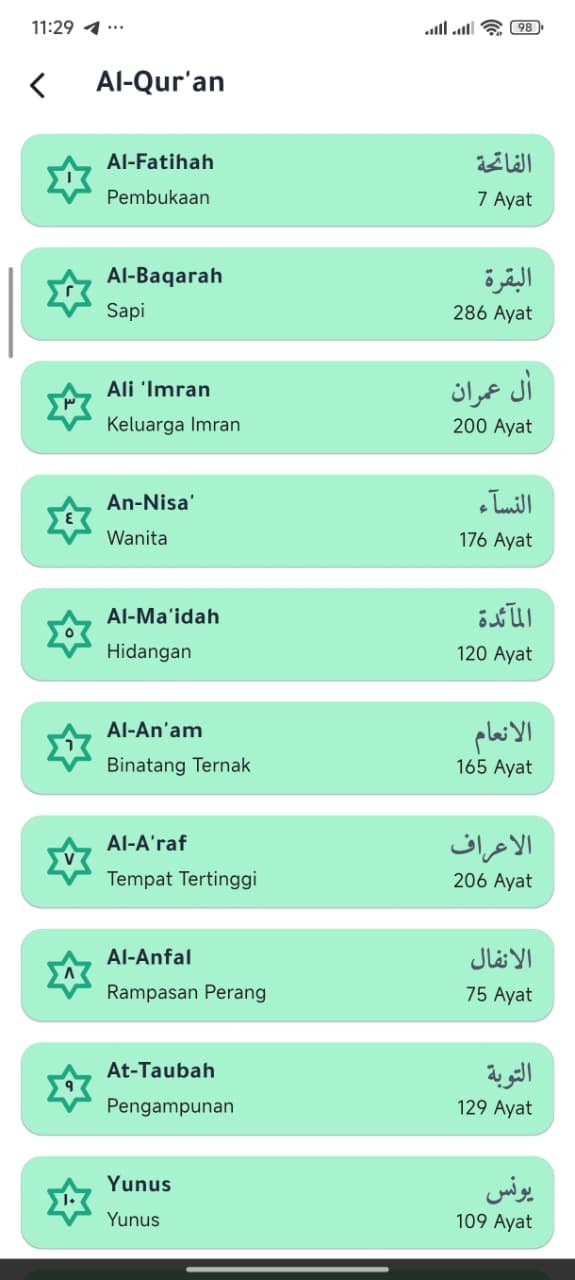 11:29
98
Al-Qur'an
١
Al-Fatihah
الفاتحة
Pembukaan
7 Ayat
٢
Al-Baqarah
البقرة
Sapi
286 Ayat
٣
Ali 'Imran
اٰل عمران
Keluarga Imran
200 Ayat
٤
An-Nisa'
النسآء
Wanita
176 Ayat
٥
Al-Ma'idah
المآئدة
Hidangan
120 Ayat
٦
Al-An'am
الانعام
Binatang Ternak
165 Ayat
٧
Al-A'raf
الاعراف
Tempat Tertinggi
206 Ayat
٨
Al-Anfal
الانفال
Rampasan Perang
75 Ayat
٩
At-Taubah
التوبة
Pengampunan
129 Ayat
١٠
Yunus
يونس
Yunus
109 Ayat